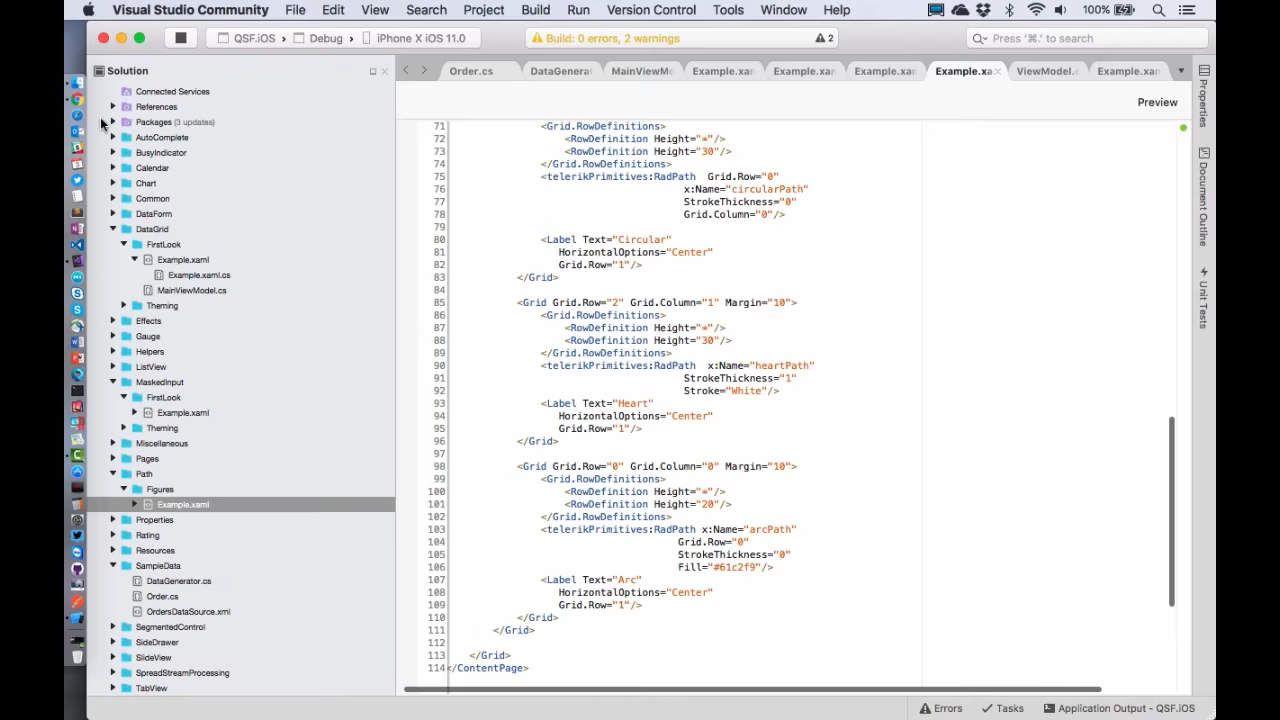 Visual Studio Community File Edit View Search Project Build Run Version Control Tools Window Help 100%
QSF.iOS > Debug > iPhone X iOS 11.0 Build: 0 errors, 2 warnings 2 Press '⌘.' to search
Solution
Order.cs DataGenerat MainViewMo Example.xar Example.xar Example.xar Example.xa ViewModel.c Example.xan
Preview
Properties
Document Outline
Unit Tests
Connected Services
References
Packages (3 updates)
AutoComplete
BusyIndicator
Calendar
Chart
Common
DataForm
DataGrid
FirstLook
Example.xaml
Example.xaml.cs
MainViewModel.cs
Theming
Effects
Gauge
Helpers
ListView
MaskedInput
FirstLook
Example.xaml
Theming
Miscellaneous
Pages
Path
Figures
Example.xaml
Properties
Rating
Resources
SampleData
DataGenerator.cs
Order.cs
OrdersDataSource.xml
SegmentedControl
SideDrawer
SlideView
SpreadStreamProcessing
TabView
71 <Grid.RowDefinitions>
72 <RowDefinition Height="*"/>
73 <RowDefinition Height="30"/>
74 </Grid.RowDefinitions>
75 <telerikPrimitives:RadPath Grid.Row="0"
76 x:Name="circularPath"
77 StrokeThickness="0"
78 Grid.Column="0"/>
79
80 <Label Text="Circular"
81 HorizontalOptions="Center"
82 Grid.Row="1"/>
83 </Grid>
84
85 <Grid Grid.Row="2" Grid.Column="1" Margin="10">
86 <Grid.RowDefinitions>
87 <RowDefinition Height="*"/>
88 <RowDefinition Height="30"/>
89 </Grid.RowDefinitions>
90 <telerikPrimitives:RadPath x:Name="heartPath"
91 StrokeThickness="1"
92 Stroke="White"/>
93 <Label Text="Heart"
94 HorizontalOptions="Center"
95 Grid.Row="1"/>
96 </Grid>
97
98 <Grid Grid.Row="0" Grid.Column="0" Margin="10">
99 <Grid.RowDefinitions>
100 <RowDefinition Height="*"/>
101 <RowDefinition Height="20"/>
102 </Grid.RowDefinitions>
103 <telerikPrimitives:RadPath x:Name="arcPath"
104 Grid.Row="0"
105 StrokeThickness="0"
106 Fill="#61c2f9"/>
107 <Label Text="Arc"
108 HorizontalOptions="Center"
109 Grid.Row="1"/>
110 </Grid>
111 </Grid>
112
113 </Grid>
114 </ContentPage>
Errors Tasks Application Output - QSF.iOS